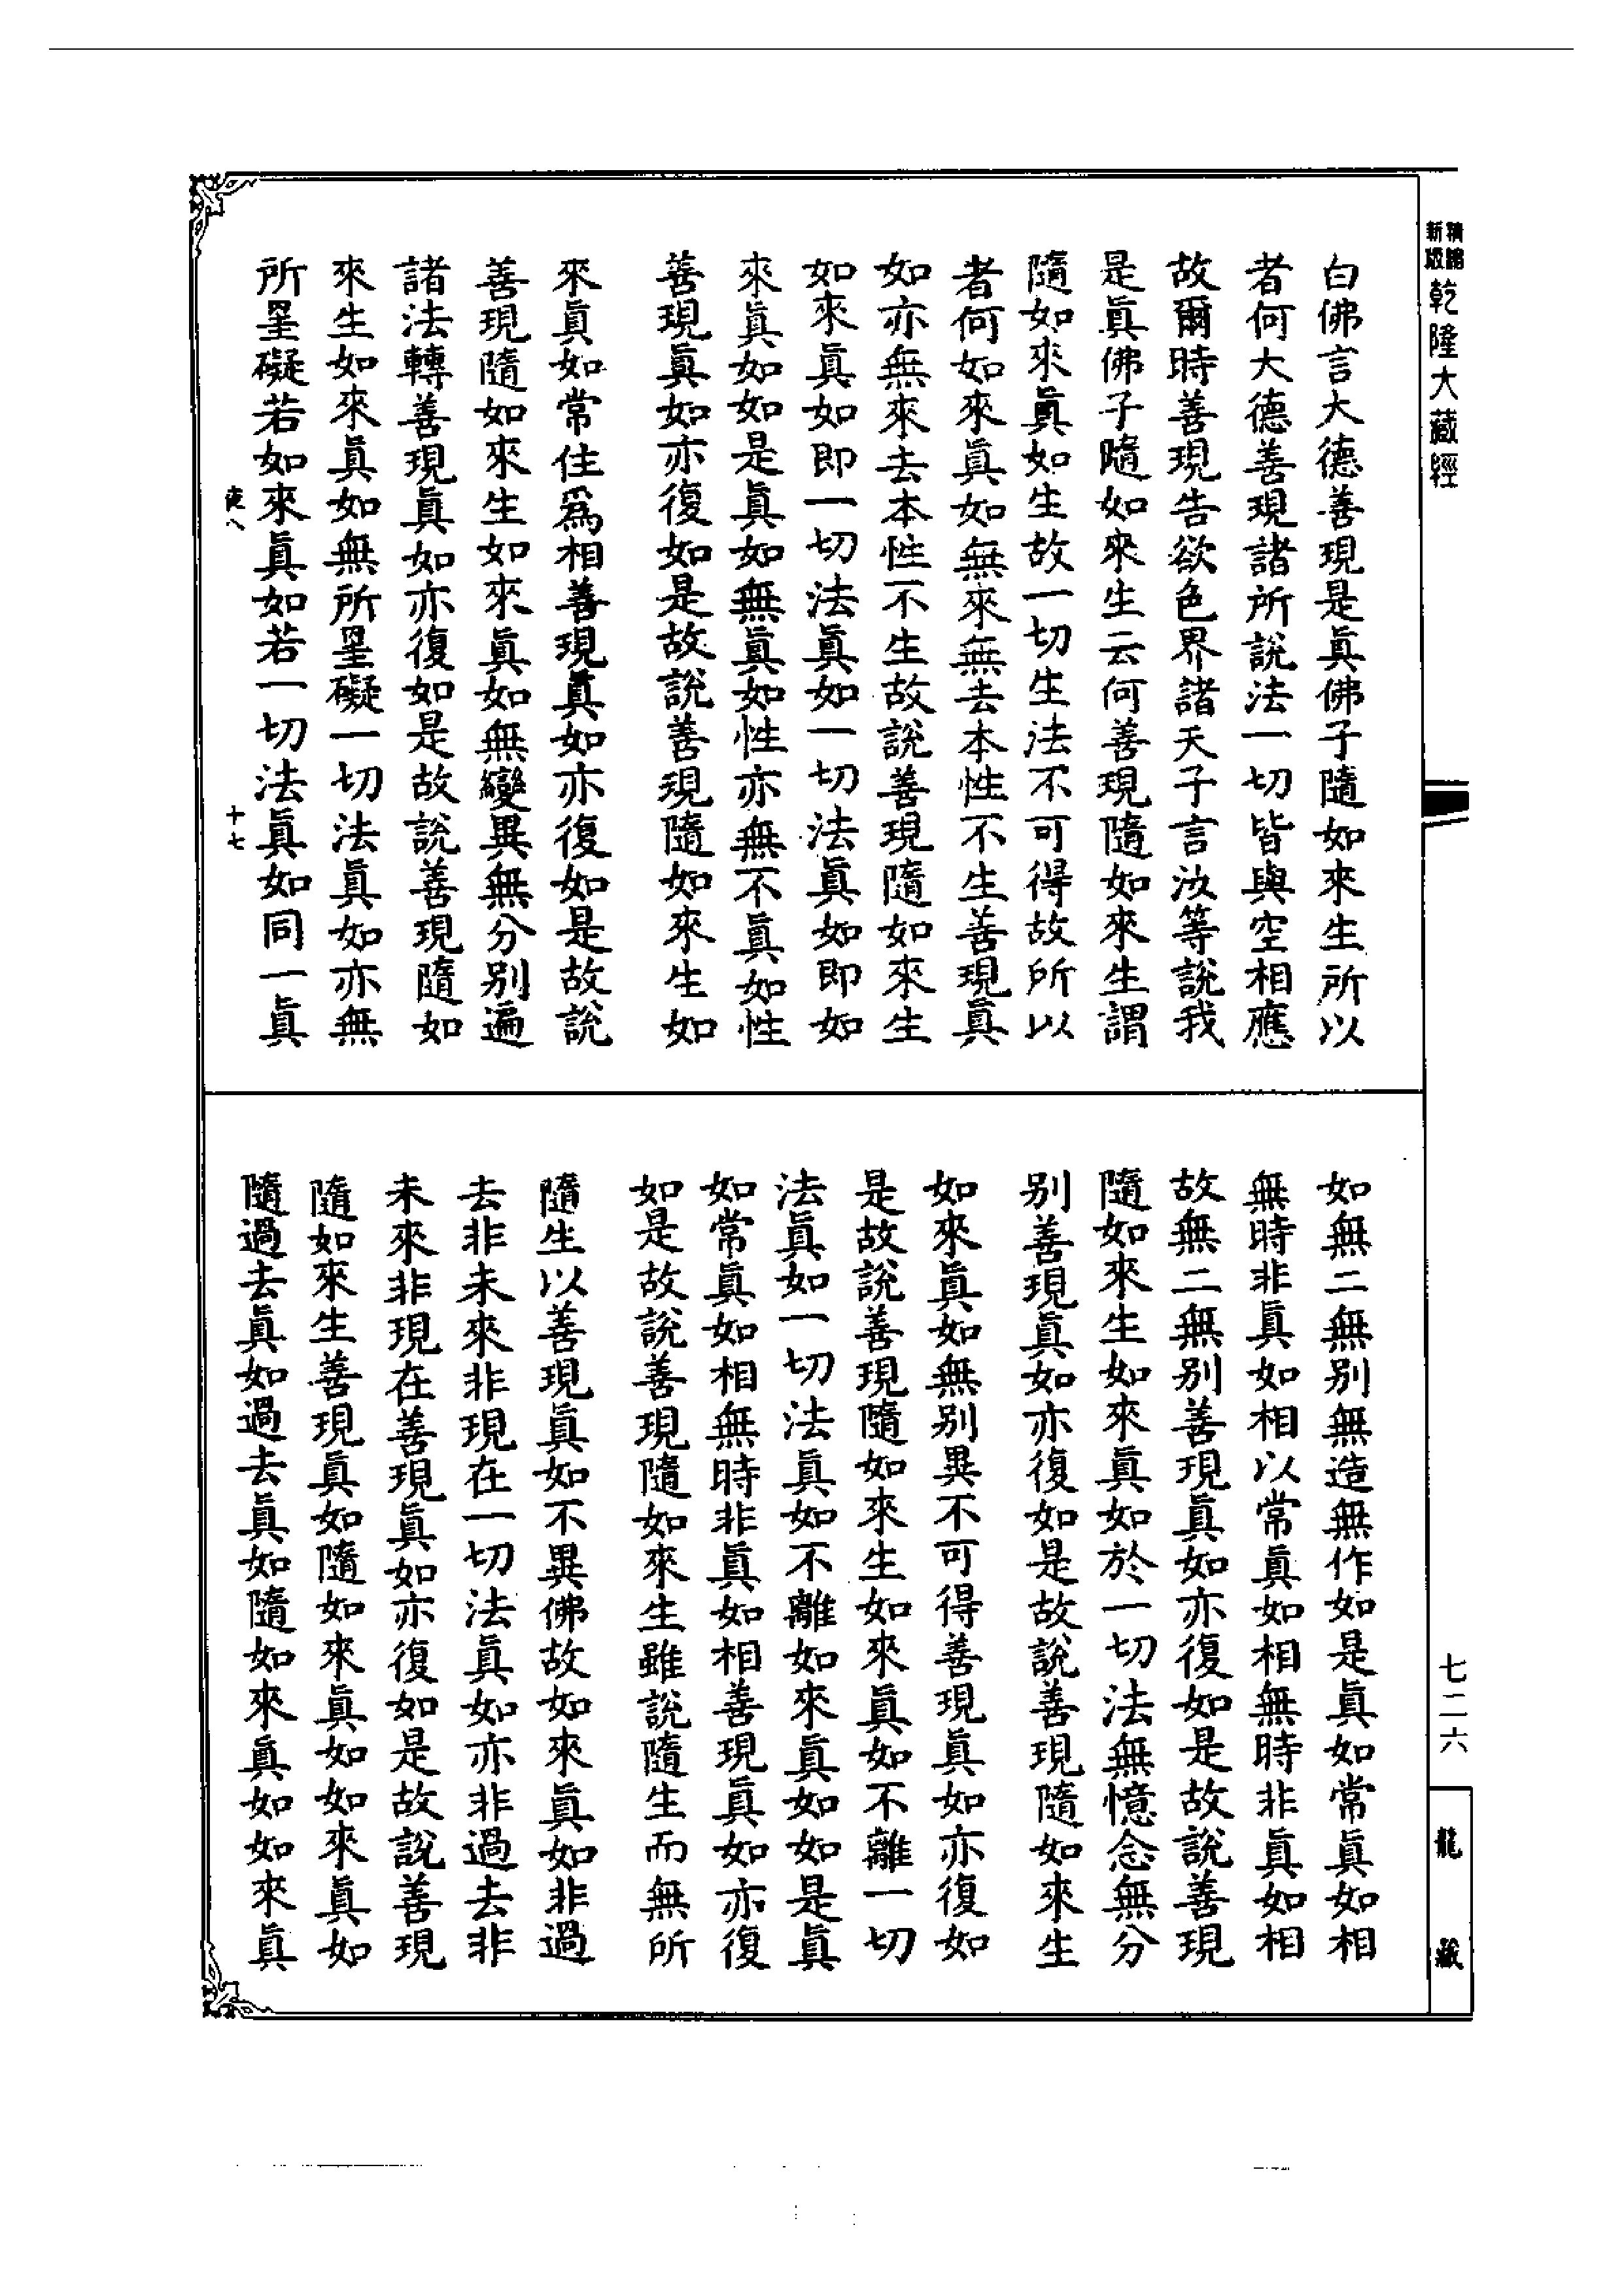 新版
精緻
乾隆大藏經
白佛言大德善現是眞佛子隨如來生所以
者何大德善現諸所說法一切皆與空相應
故爾時善現告欲色界諸天子言汝等說我
是眞佛子隨如來生云何善現隨如來生謂
隨如來眞如生故一切生法不可得故所以
者何如來眞如無來無去本性不生善現眞
如亦無來去本性不生故說善現隨如來生
如來眞如即一切法眞如一切法眞如即如
來眞如如是眞如無眞如性亦無不眞如性
善現眞如亦復如是故說善現隨如來生如
來眞如常住爲相善現眞如亦復如是故說
善現隨如來生如來眞如無變異無分別遍
諸法轉善現眞如亦復如是故說善現隨如
來生如來眞如無所罣礙一切法眞如亦無
所罣礙若如來眞如若一切法眞如同一眞
十七
如無二無別無造無作如是眞如常眞如相
無時非眞如相以常眞如相無時非眞如相
故無二無別善現眞如亦復如是故說善現
隨如來生如來眞如於一切法無憶念無分
別善現眞如亦復如是故說善現隨如來生
如來眞如無別異不可得善現眞如亦復如
是故說善現隨如來生如來眞如不離一切
法眞如一切法眞如不離如來眞如如是眞
如常眞如相無時非眞如相善現眞如亦復
如是故說善現隨如來生雖說隨生而無所
隨生以善現眞如不異佛故如來眞如非過
去非未來非現在一切法眞如亦非過去非
未來非現在善現眞如亦復如是故說善現
隨如來生善現眞如隨如來眞如如來眞如
隨過去眞如過去眞如隨如來眞如如來眞
七二六
龍藏